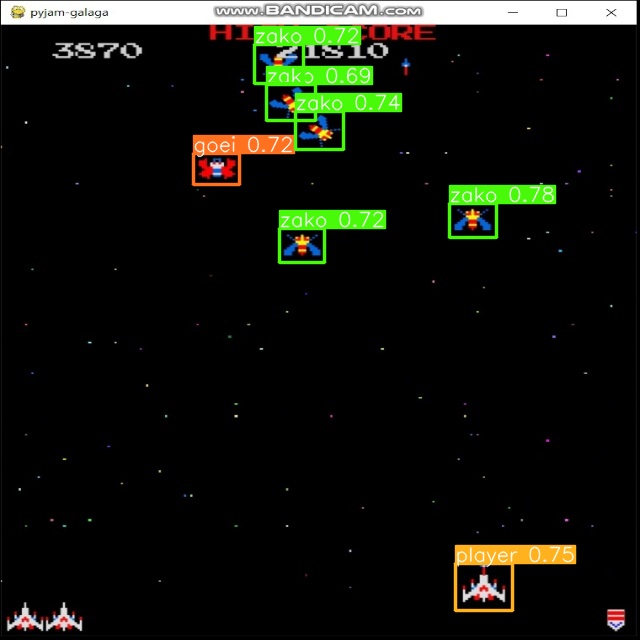 pyjam-galaga
www.BANDICAM.com
HI SCORE
3870 21810
zako 0.72
zako 0.69
zako 0.74
goei 0.72
zako 0.78
zako 0.72
player 0.75